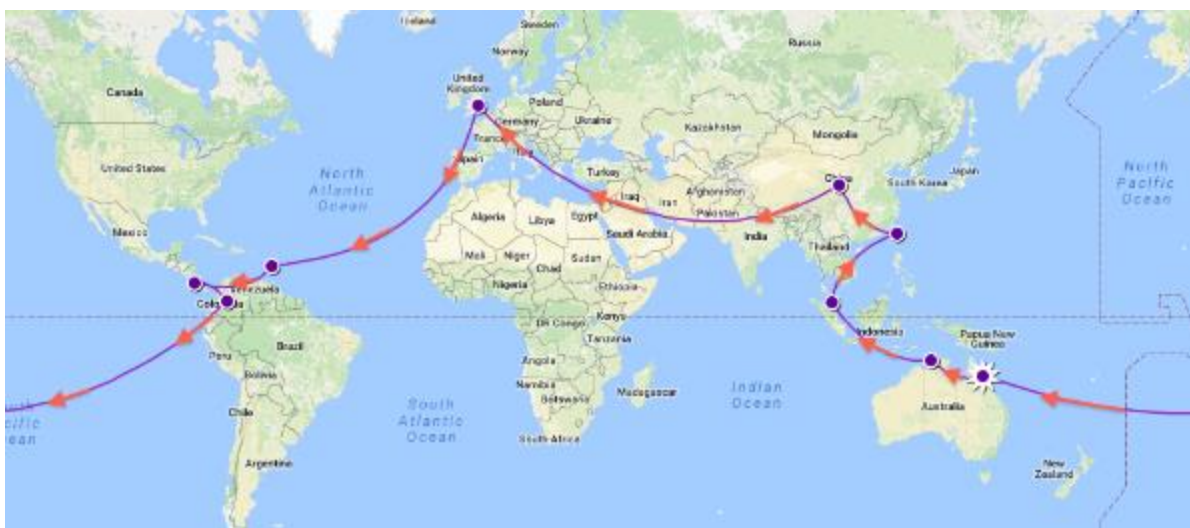 Iceland
Sweden
Norway
Russia
United
Kingdom
Canada
Poland
Germany
Ukraine
France
Kazakhstan
Mongolia
Spain
Italy
United States
North
Atlantic
Ocean
Turkey
China
Japan
South Korea
North
Pacific
Ocean
Iraq
Iran
Afghanistan
Pakistan
Algeria
Libya
Egypt
Saudi Arabia
India
Thailand
Mexico
Mali
Niger
Chad
Sudan
Nigeria
Ethiopia
Venezuela
Colombia
DR Congo
Kenya
Tanzania
Indonesia
Papua New
Guinea
Peru
Brazil
Bolivia
Angola
Namibia
Botswana
Madagascar
Indian
Ocean
Australia
Chile
South
Atlantic
Ocean
South Africa
Argentina
New
Zealand